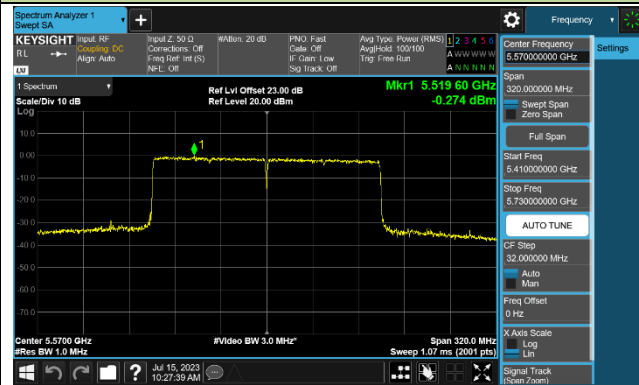 Spectrum Analyzer 1
Swept SA
Frequency
KEYSIGHT
RL
LXI
Input: RF
Coupling: DC
Align: Auto
Input Z: 50 Ω
Corrections: Off
Freq Ref: Int (S)
NFE: Off
#Atten: 20 dB
PNO: Fast
Gate: Off
IF Gain: Low
Sig Track: Off
Avg Type: Power (RMS)
Avg|Hold: 100/100
Trig: Free Run
1 2 3 4 5 6
A W W W W W
A N N N N N
1 Spectrum
Scale/Div 10 dB
Log
Ref Lvl Offset 23.00 dB
Ref Level 20.00 dBm
Mkr1 5.519 60 GHz
-0.274 dBm
1
10.0
0.00
-10.0
-20.0
-30.0
-40.0
-50.0
-60.0
-70.0
Center 5.5700 GHz
#Res BW 1.0 MHz
#Video BW 3.0 MHz*
Span 320.0 MHz
Sweep 1.07 ms (2001 pts)
Jul 15, 2023
10:27:39 AM
Center Frequency
5.570000000 GHz
Settings
Span
320.000000 MHz
Swept Span
Zero Span
Full Span
Start Freq
5.410000000 GHz
Stop Freq
5.730000000 GHz
AUTO TUNE
CF Step
32.000000 MHz
Auto
Man
Freq Offset
0 Hz
X Axis Scale
Log
Lin
Signal Track
(Span Zoom)